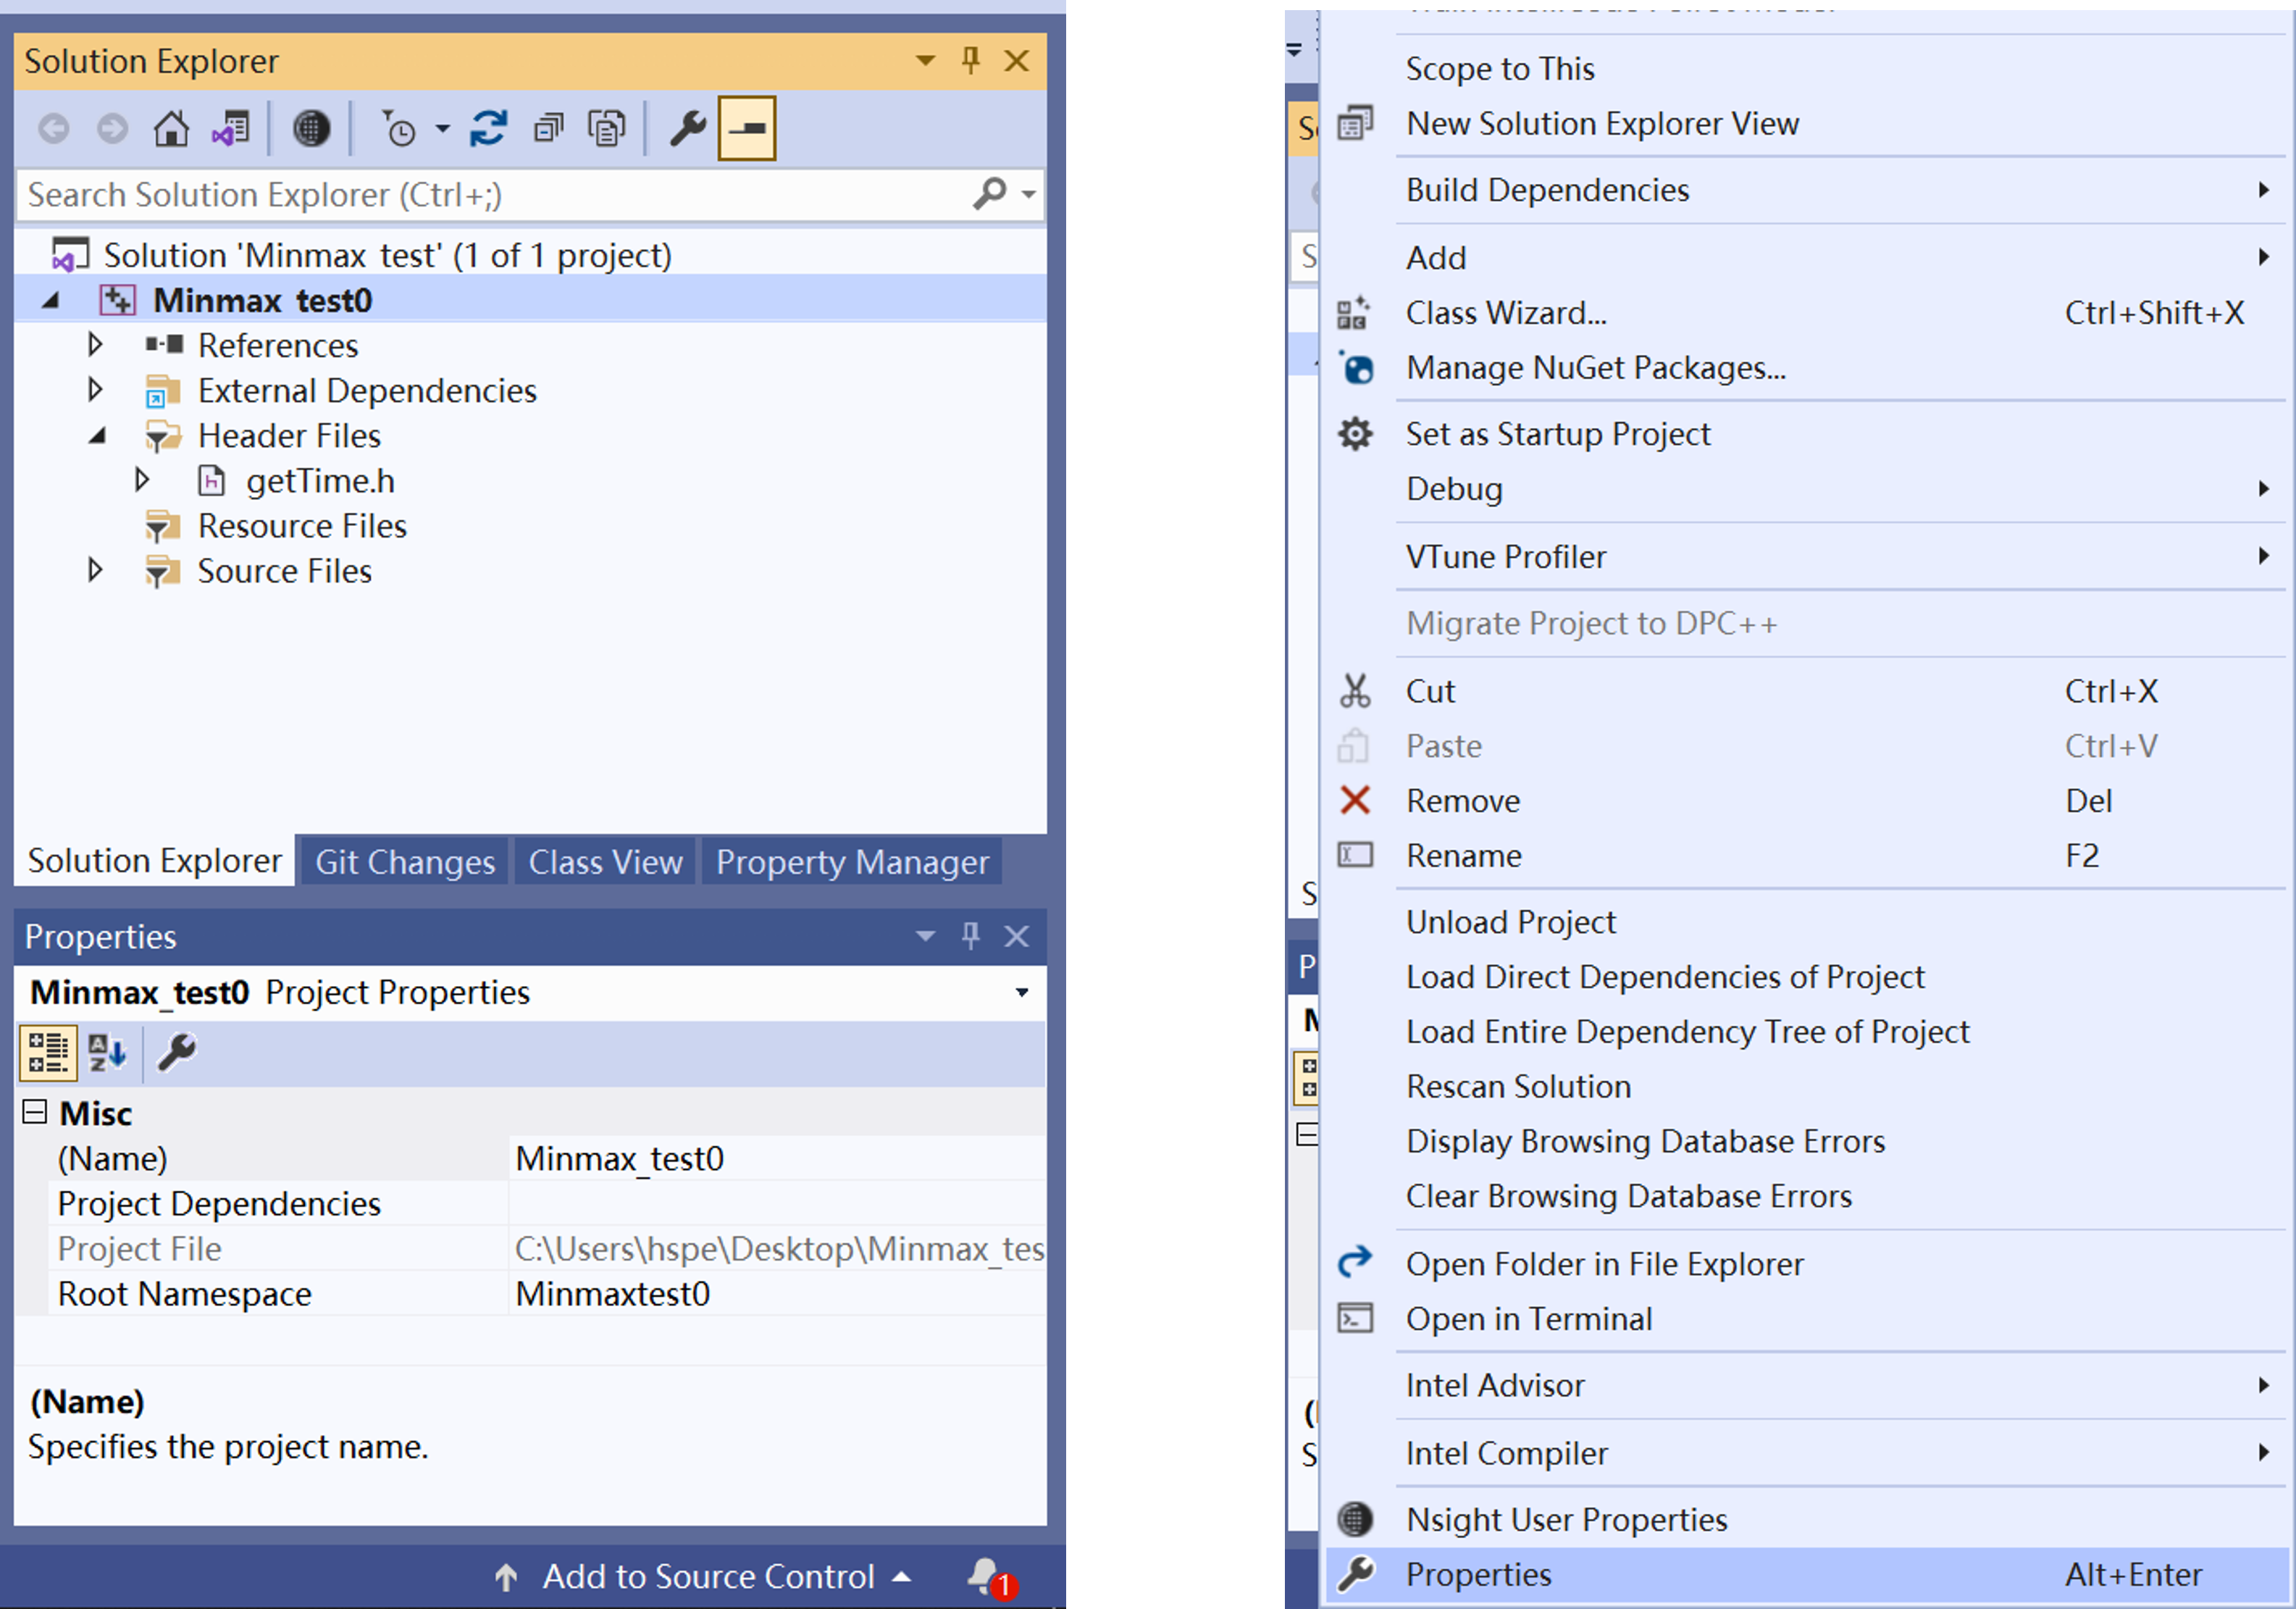 Solution Explorer
Search Solution Explorer (Ctrl+;)
Solution 'Minmax test' (1 of 1 project)
Minmax test0
References
External Dependencies
Header Files
getTime.h
Resource Files
Source Files
Solution Explorer Git Changes Class View Property Manager
Properties
Minmax_test0 Project Properties
Misc
(Name) Minmax_test0
Project Dependencies
Project File C:\Users\hspe\Desktop\Minmax_tes
Root Namespace Minmaxtest0
(Name)
Specifies the project name.
Add to Source Control 1
Scope to This
New Solution Explorer View
Build Dependencies
Add
Class Wizard... Ctrl+Shift+X
Manage NuGet Packages...
Set as Startup Project
Debug
VTune Profiler
Migrate Project to DPC++
Cut Ctrl+X
Paste Ctrl+V
Remove Del
Rename F2
Unload Project
Load Direct Dependencies of Project
Load Entire Dependency Tree of Project
Rescan Solution
Display Browsing Database Errors
Clear Browsing Database Errors
Open Folder in File Explorer
Open in Terminal
Intel Advisor
Intel Compiler
Nsight User Properties
Properties Alt+Enter